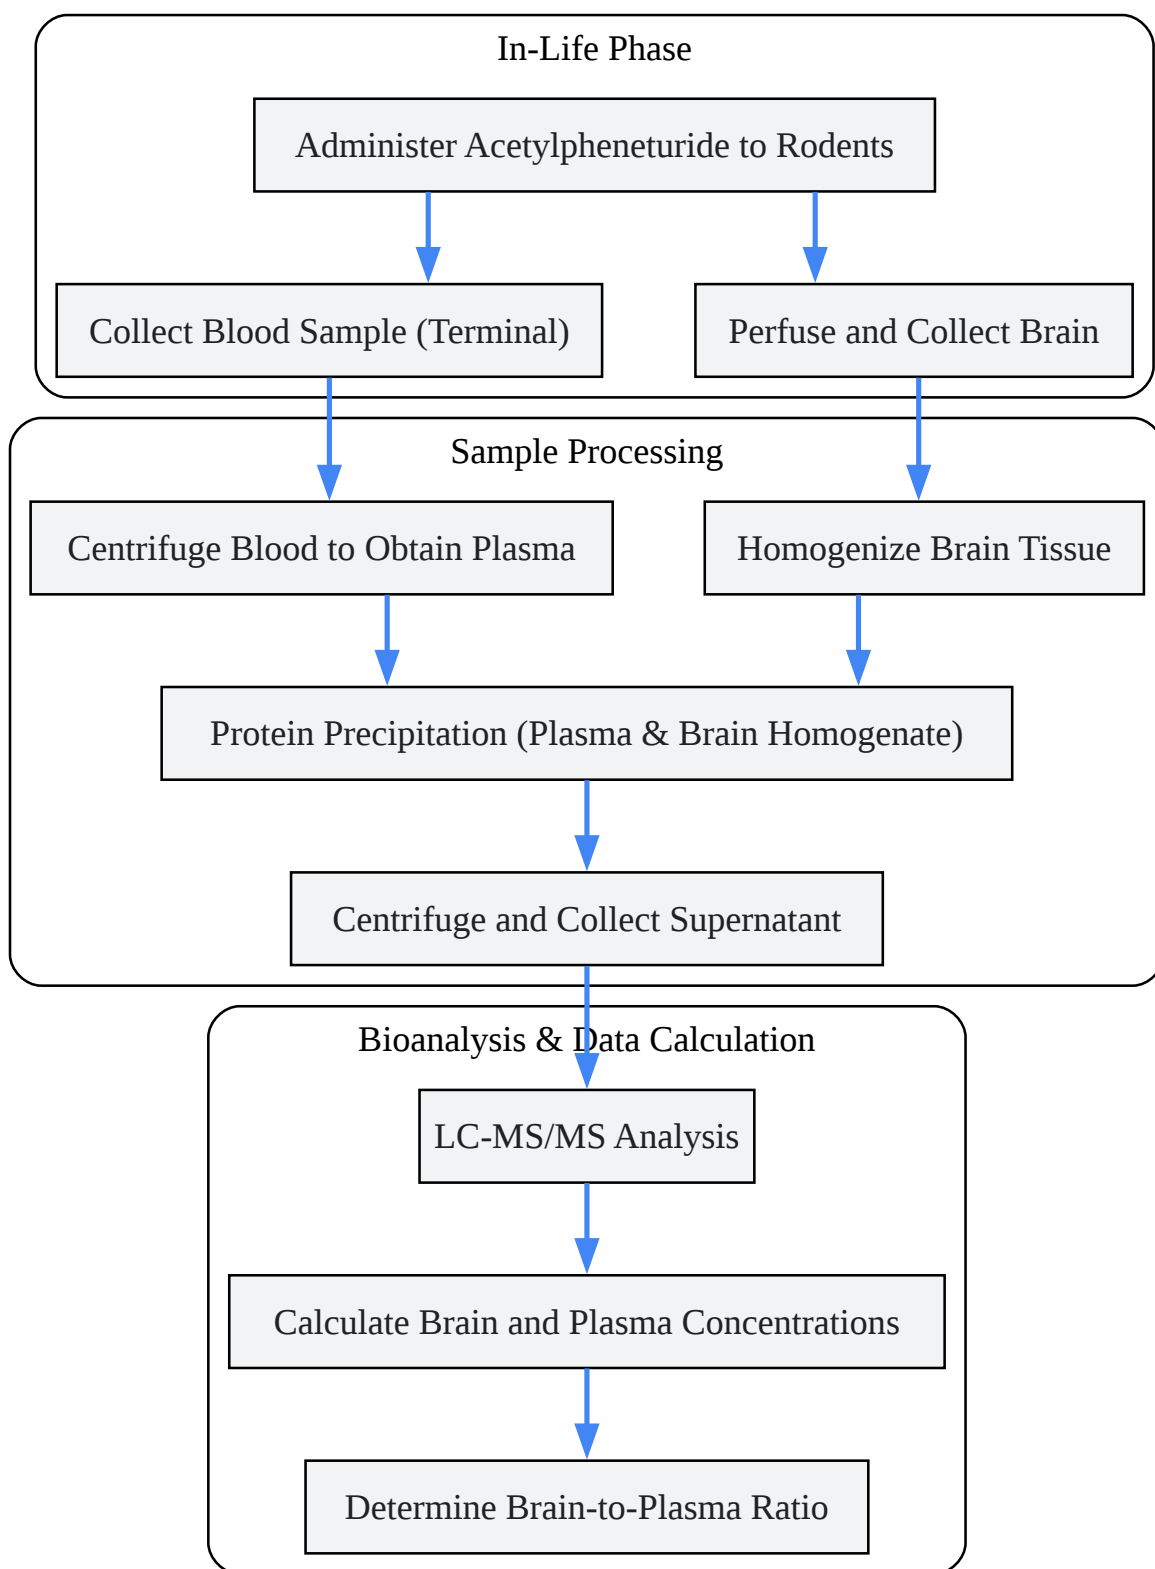 In-Life Phase
Administer Acetylpheneturide to Rodents
Collect Blood Sample (Terminal)
Perfuse and Collect Brain
Sample Processing
Centrifuge Blood to Obtain Plasma
Homogenize Brain Tissue
Protein Precipitation (Plasma & Brain Homogenate)
Centrifuge and Collect Supernatant
Bioanalysis & Data Calculation
LC-MS/MS Analysis
Calculate Brain and Plasma Concentrations
Determine Brain-to-Plasma Ratio